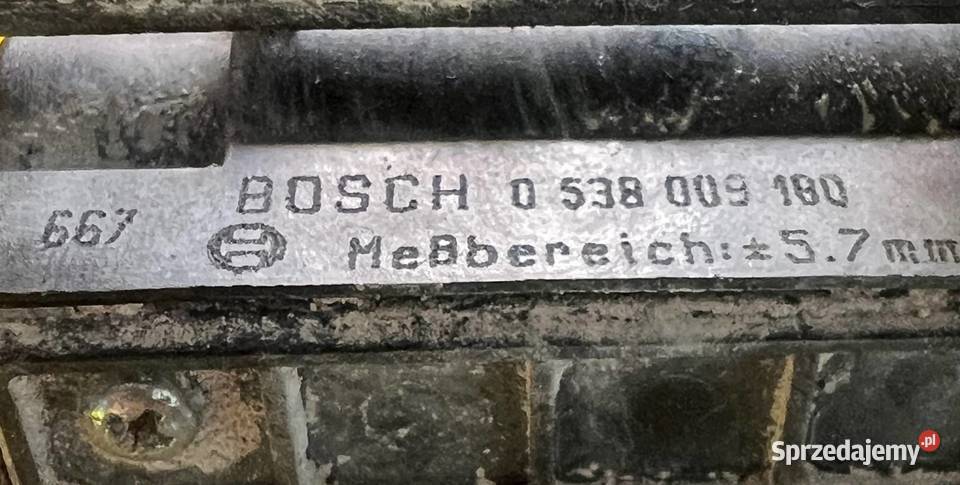 BOSCH 0 538 009 180
667
Meßbereich: ±5.7 mm
Sprzedajemy.pl